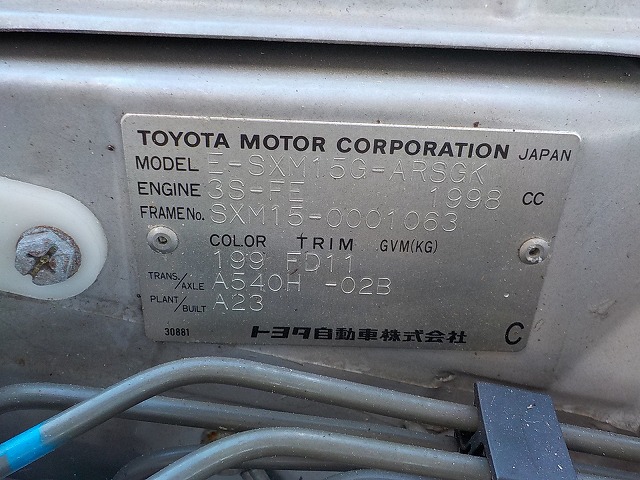 TOYOTA MOTOR CORPORATION JAPAN
MODEL E-SXM15G-ARSGK
ENGINE 3S-FE 1998 CC
FRAME No. SXM15-0001063
COLOR TRIM GVM(KG)
199 FD11
TRANS./AXLE A540H -02B
PLANT/BUILT A23
30881 トヨタ自動車株式会社 C